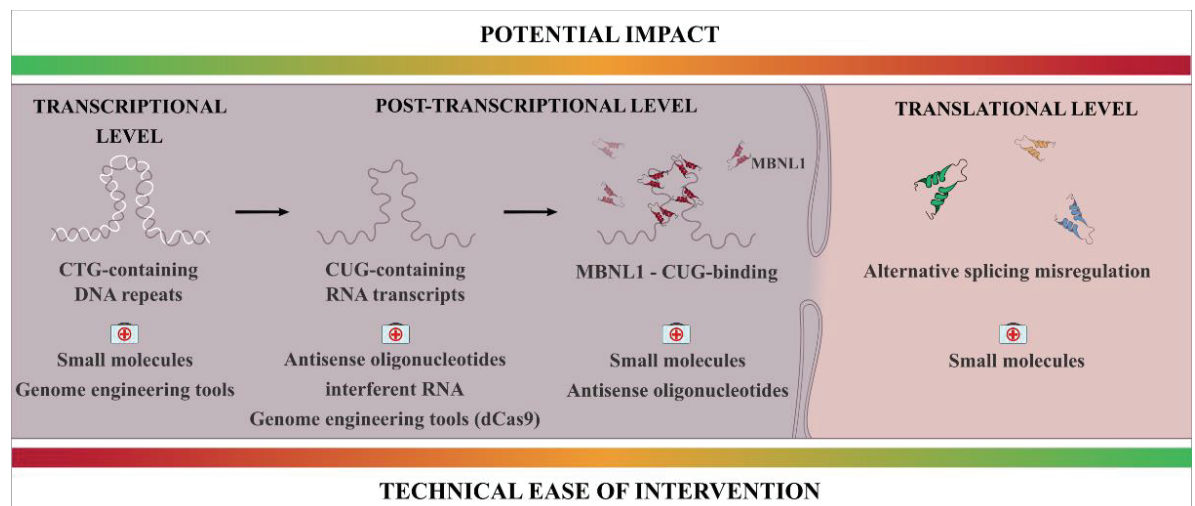 POTENTIAL IMPACT
TRANSCRIPTIONAL
LEVEL
CTG-containing
DNA repeats
Small molecules
Genome engineering tools
POST-TRANSCRIPTIONAL LEVEL
CUG-containing
RNA transcripts
Antisense oligonucleotides
interferent RNA
Genome engineering tools (dCas9)
MBNL1
MBNL1 - CUG-binding
Small molecules
Antisense oligonucleotides
TRANSLATIONAL LEVEL
Alternative splicing misregulation
Small molecules
TECHNICAL EASE OF INTERVENTION